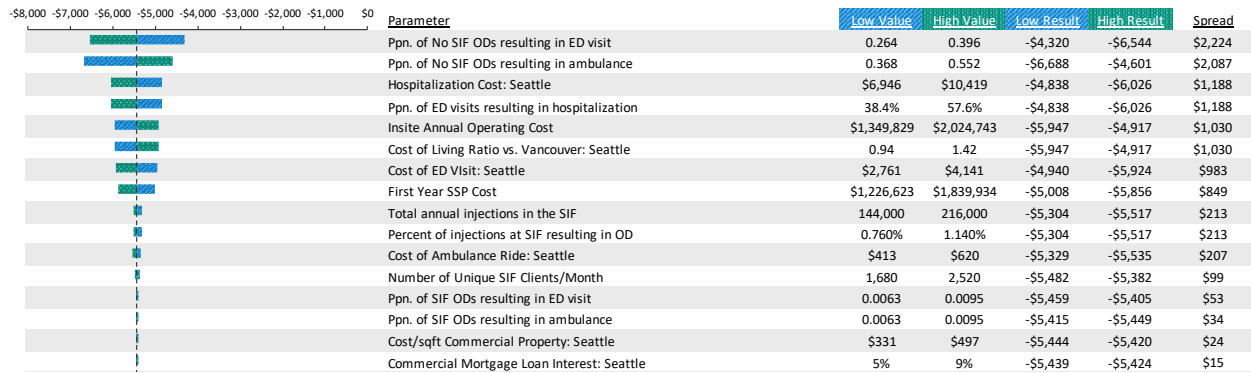 -$8,000 -$7,000 -$6,000 -$5,000 -$4,000 -$3,000 -$2,000 -$1,000 $0
Parameter Low Value High Value Low Result High Result Spread
Ppn. of No SIF ODs resulting in ED visit 0.264 0.396 -$4,320 -$6,544 $2,224
Ppn. of No SIF ODs resulting in ambulance 0.368 0.552 -$6,688 -$4,601 $2,087
Hospitalization Cost: Seattle $6,946 $10,419 -$4,838 -$6,026 $1,188
Ppn. of ED visits resulting in hospitalization 38.4% 57.6% -$4,838 -$6,026 $1,188
Insite Annual Operating Cost $1,349,829 $2,024,743 -$5,947 -$4,917 $1,030
Cost of Living Ratio vs. Vancouver: Seattle 0.94 1.42 -$5,947 -$4,917 $1,030
Cost of ED VIsit: Seattle $2,761 $4,141 -$4,940 -$5,924 $983
First Year SSP Cost $1,226,623 $1,839,934 -$5,008 -$5,856 $849
Total annual injections in the SIF 144,000 216,000 -$5,304 -$5,517 $213
Percent of injections at SIF resulting in OD 0.760% 1.140% -$5,304 -$5,517 $213
Cost of Ambulance Ride: Seattle $413 $620 -$5,329 -$5,535 $207
Number of Unique SIF Clients/Month 1,680 2,520 -$5,482 -$5,382 $99
Ppn. of SIF ODs resulting in ED visit 0.0063 0.0095 -$5,459 -$5,405 $53
Ppn. of SIF ODs resulting in ambulance 0.0063 0.0095 -$5,415 -$5,449 $34
Cost/sqft Commercial Property: Seattle $331 $497 -$5,444 -$5,420 $24
Commercial Mortgage Loan Interest: Seattle 5% 9% -$5,439 -$5,424 $15